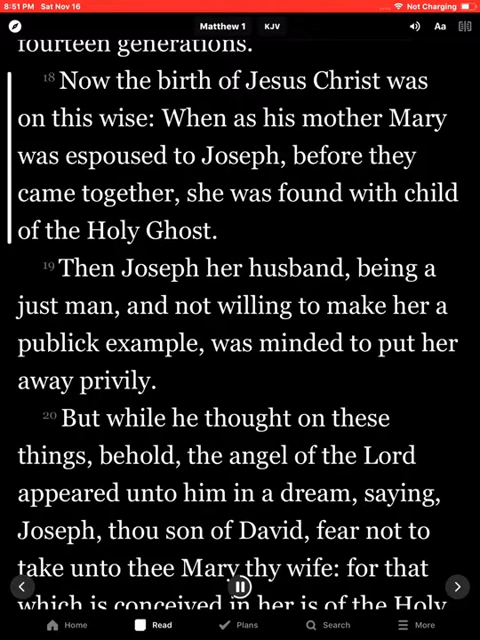 8:51 PM Sat Nov 16 Not Charging
Matthew 1 KJV Aa
fourteen generations.
18 Now the birth of Jesus Christ was
on this wise: When as his mother Mary
was espoused to Joseph, before they
came together, she was found with child
of the Holy Ghost.
19 Then Joseph her husband, being a
just man, and not willing to make her a
publick example, was minded to put her
away privily.
20 But while he thought on these
things, behold, the angel of the Lord
appeared unto him in a dream, saying,
Joseph, thou son of David, fear not to
take unto thee Mary thy wife: for that
which is conceived in her is of the Holy
Home Read Plans Search More